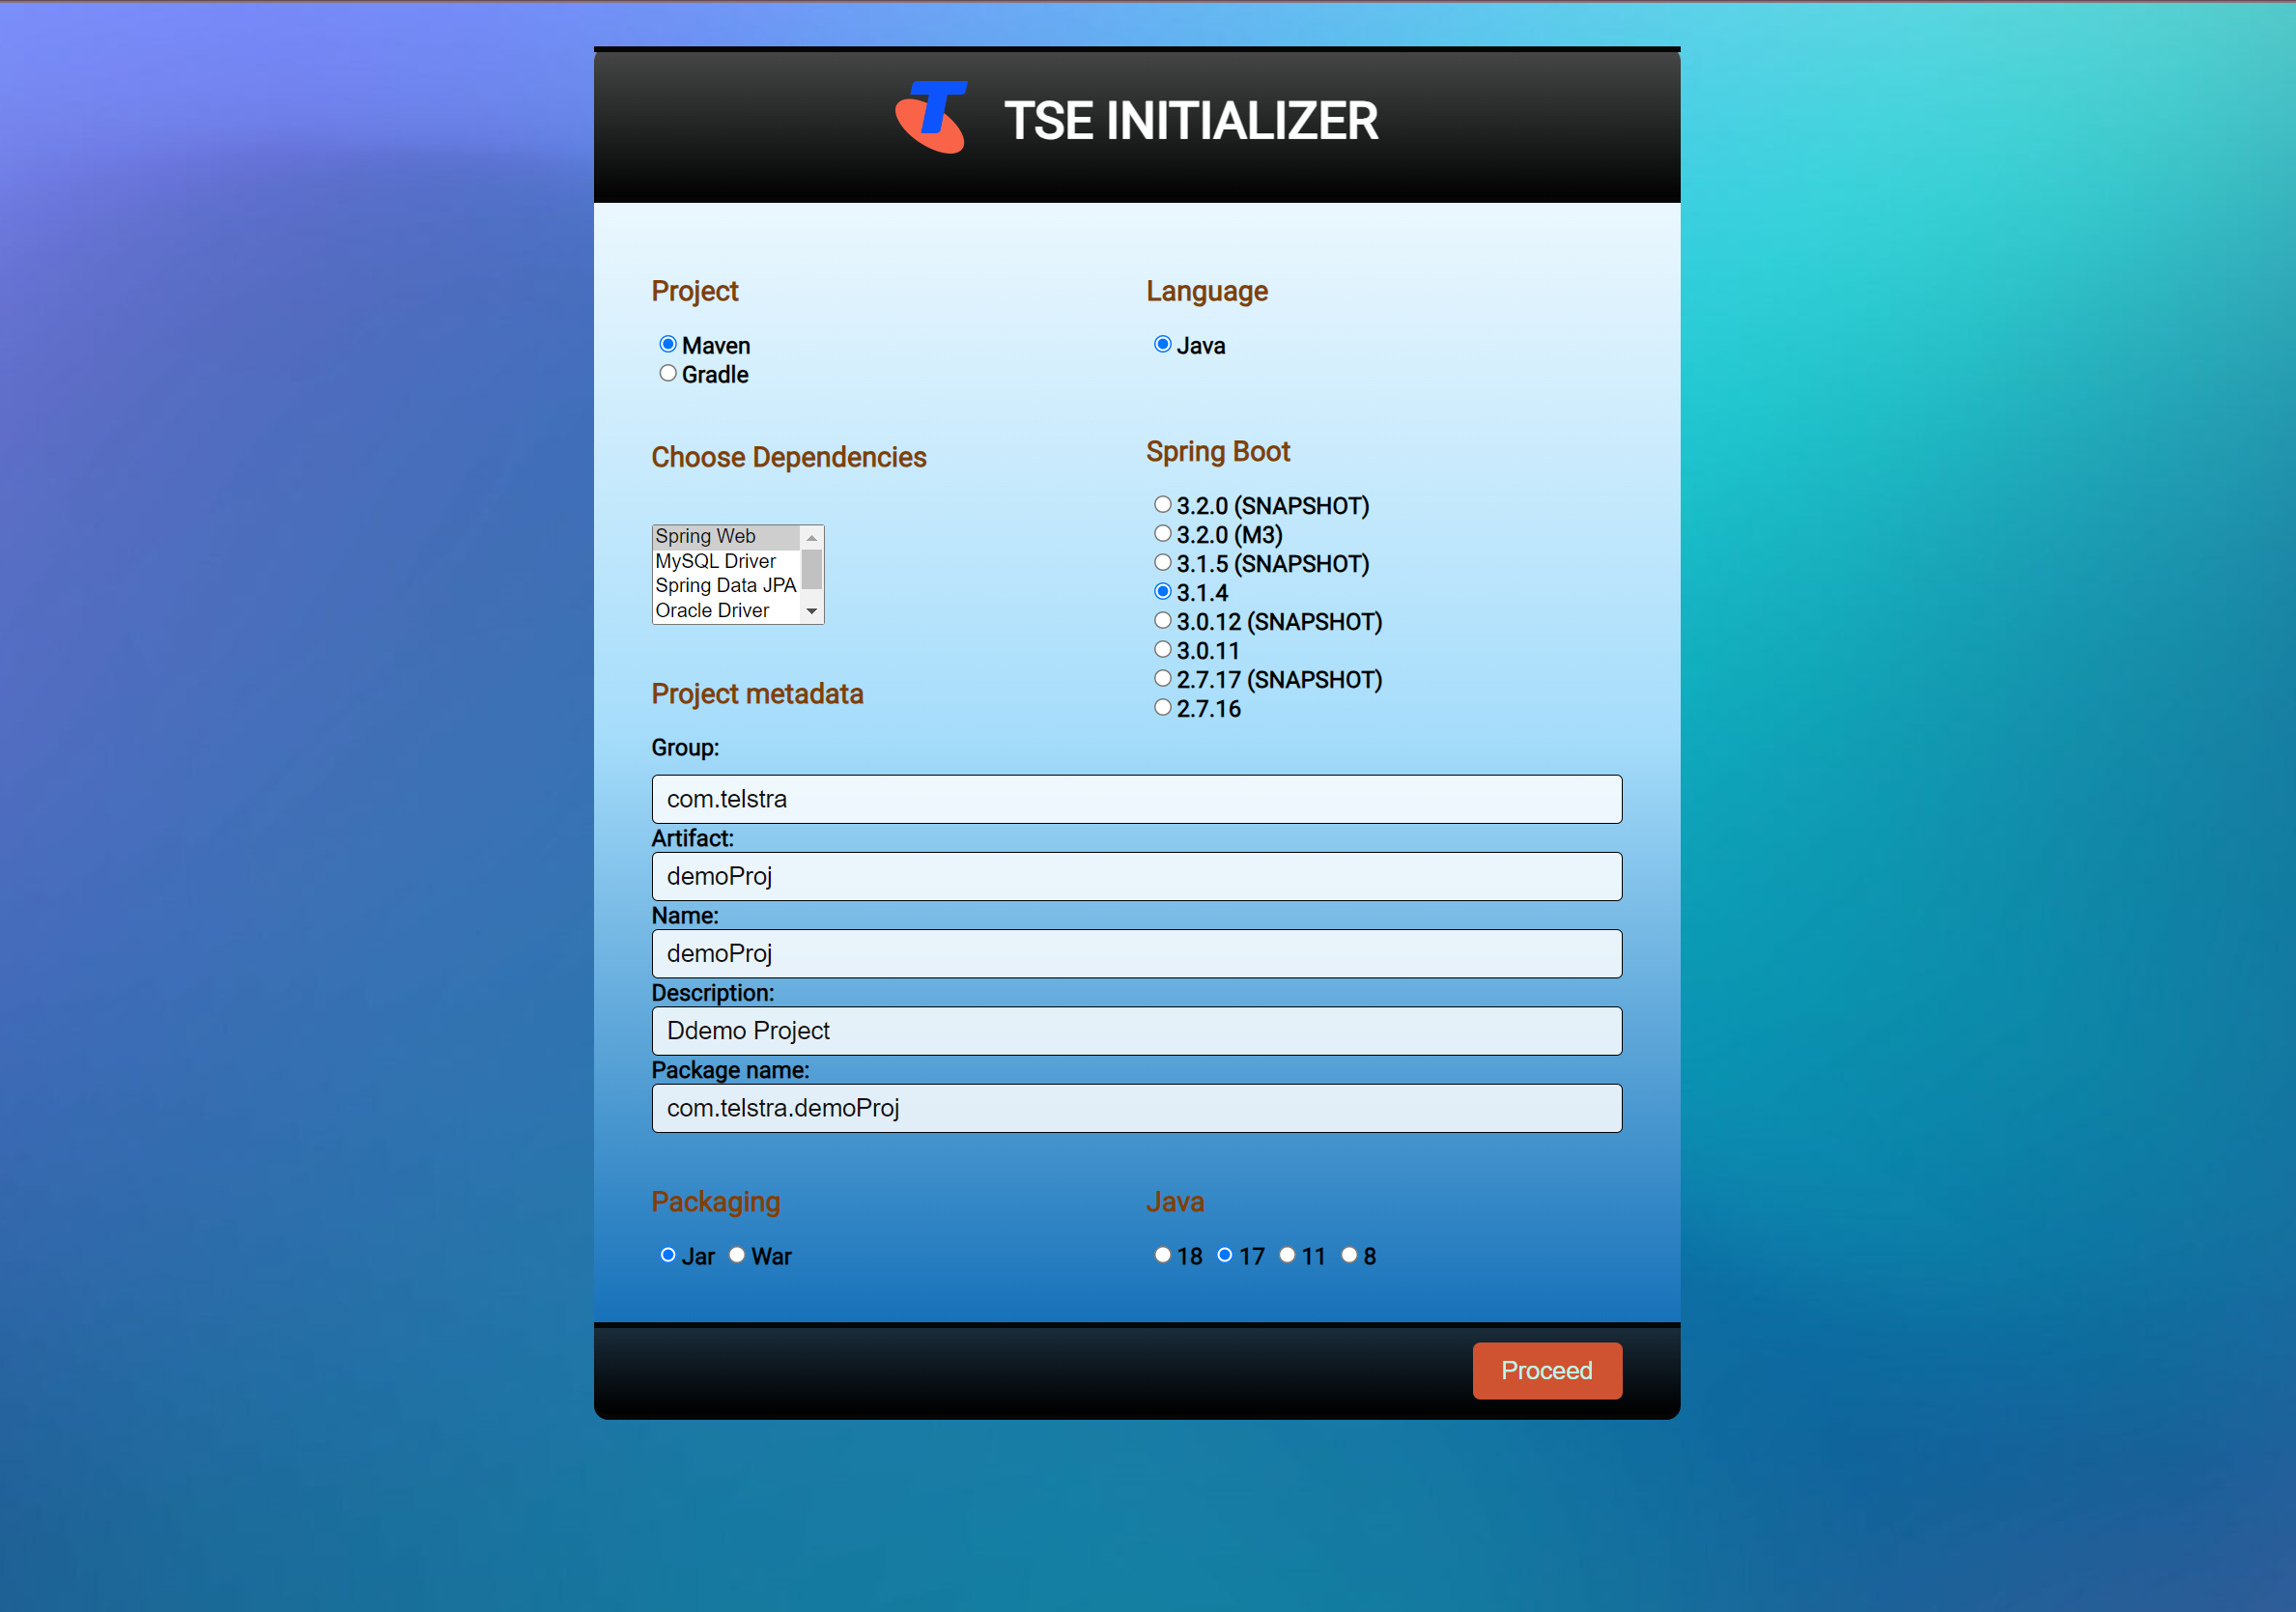 TSE INITIALIZER
Project
Maven
Gradle
Language
Java
Choose Dependencies
Spring Web
MySQL Driver
Spring Data JPA
Oracle Driver
Spring Boot
3.2.0 (SNAPSHOT)
3.2.0 (M3)
3.1.5 (SNAPSHOT)
3.1.4
3.0.12 (SNAPSHOT)
3.0.11
2.7.17 (SNAPSHOT)
2.7.16
Project metadata
Group:
com.telstra
Artifact:
demoProj
Name:
demoProj
Description:
Ddemo Project
Package name:
com.telstra.demoProj
Packaging
Jar War
Java
18 17 11 8
Proceed